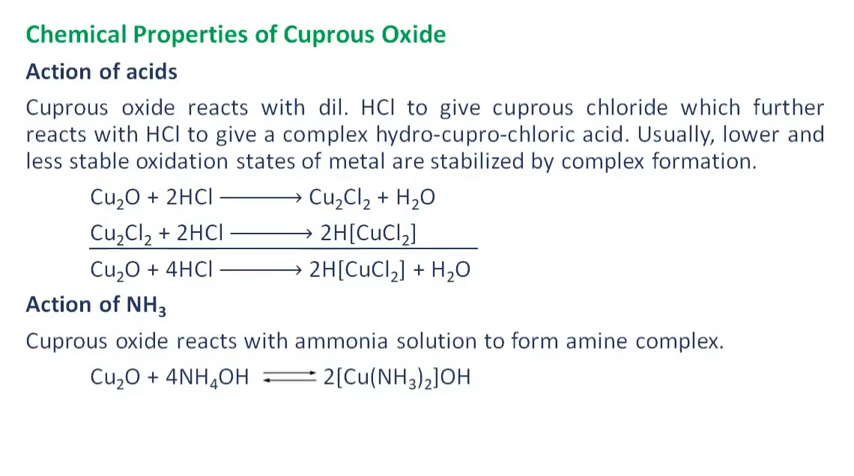 Chemical Properties of Cuprous Oxide
Action of acids
Cuprous oxide reacts with dil. HCl to give cuprous chloride which further
reacts with HCl to give a complex hydro-cupro-chloric acid. Usually, lower and
less stable oxidation states of metal are stabilized by complex formation.
Cu₂O + 2HCl ⟶ Cu₂Cl₂ + H₂O
Cu₂Cl₂ + 2HCl ⟶ 2H[CuCl₂]
Cu₂O + 4HCl ⟶ 2H[CuCl₂] + H₂O
Action of NH₃
Cuprous oxide reacts with ammonia solution to form amine complex.
Cu₂O + 4NH₄OH ⇌ 2[Cu(NH₃)₂]OH